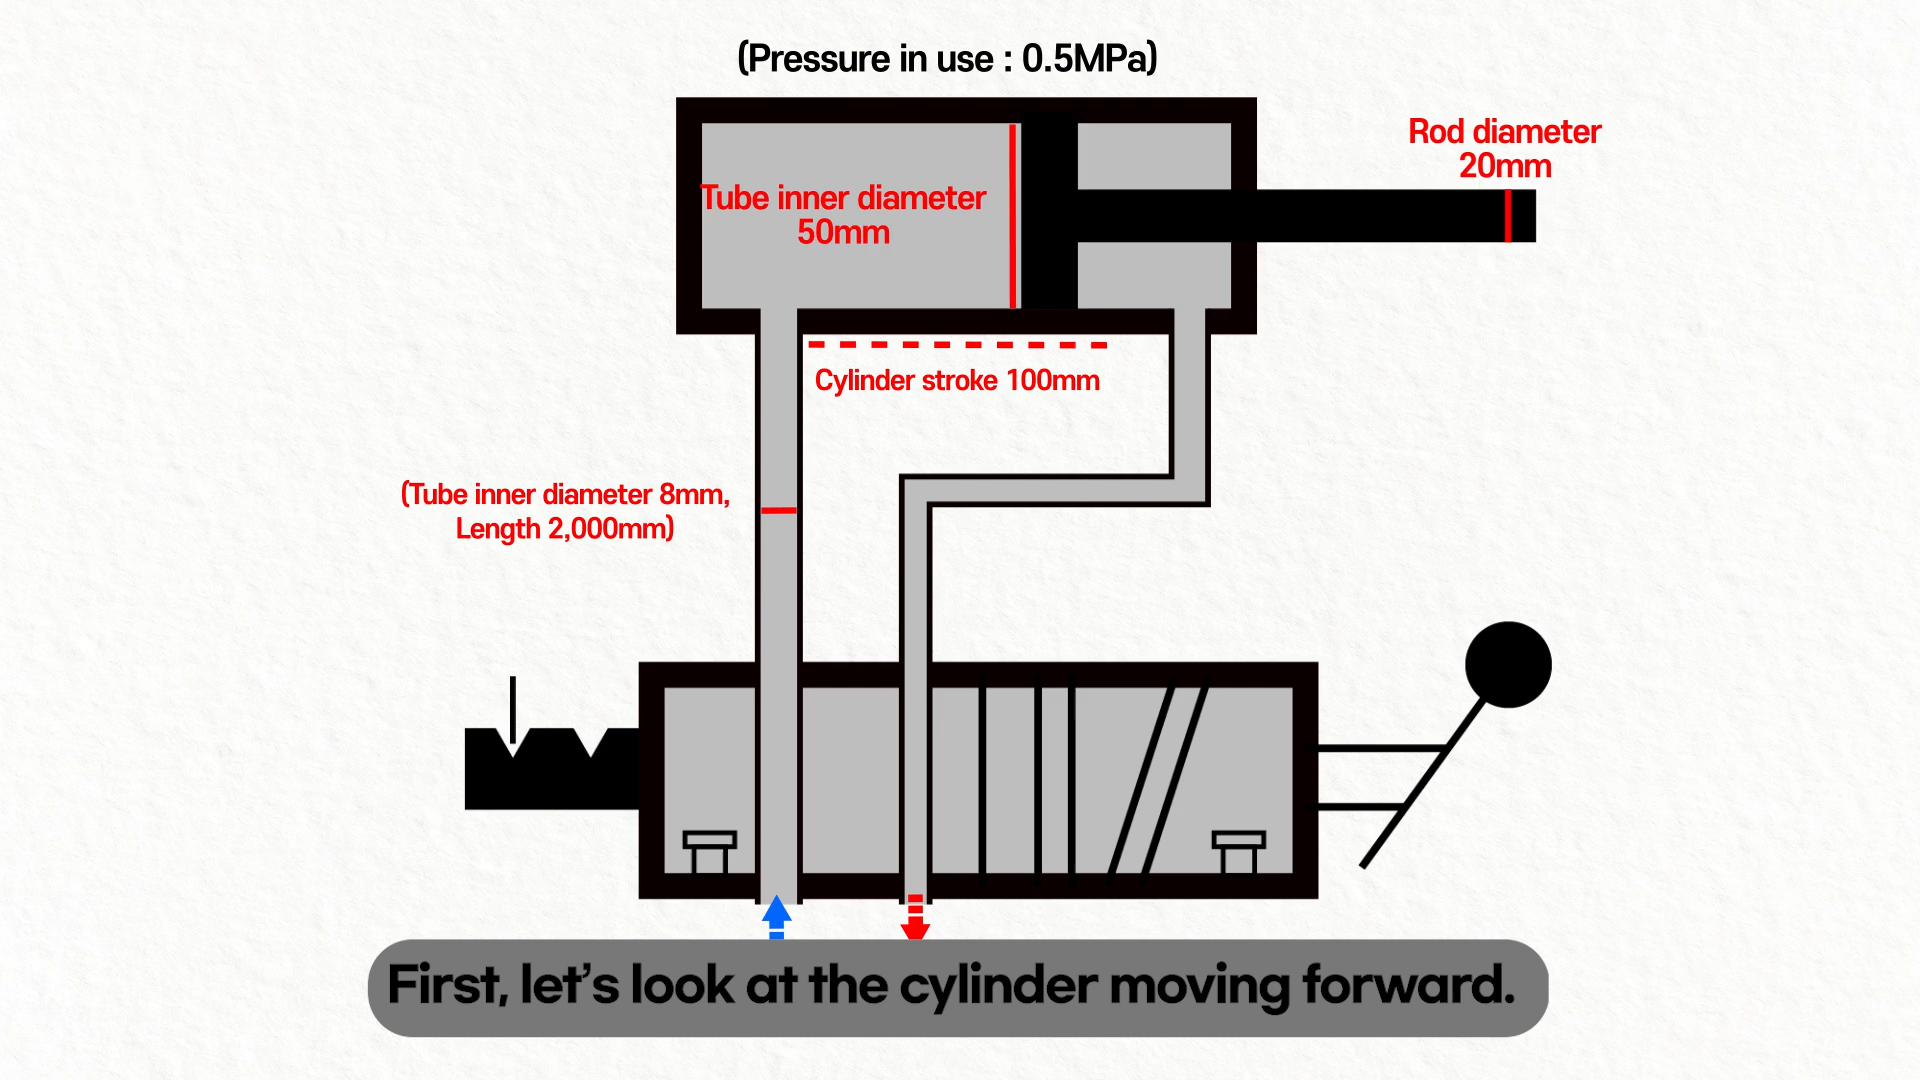 (Pressure in use : 0.5MPa)
Rod diameter
20mm
Tube inner diameter
50mm
Cylinder stroke 100mm
(Tube inner diameter 8mm,
Length 2,000mm)
First, let’s look at the cylinder moving forward.